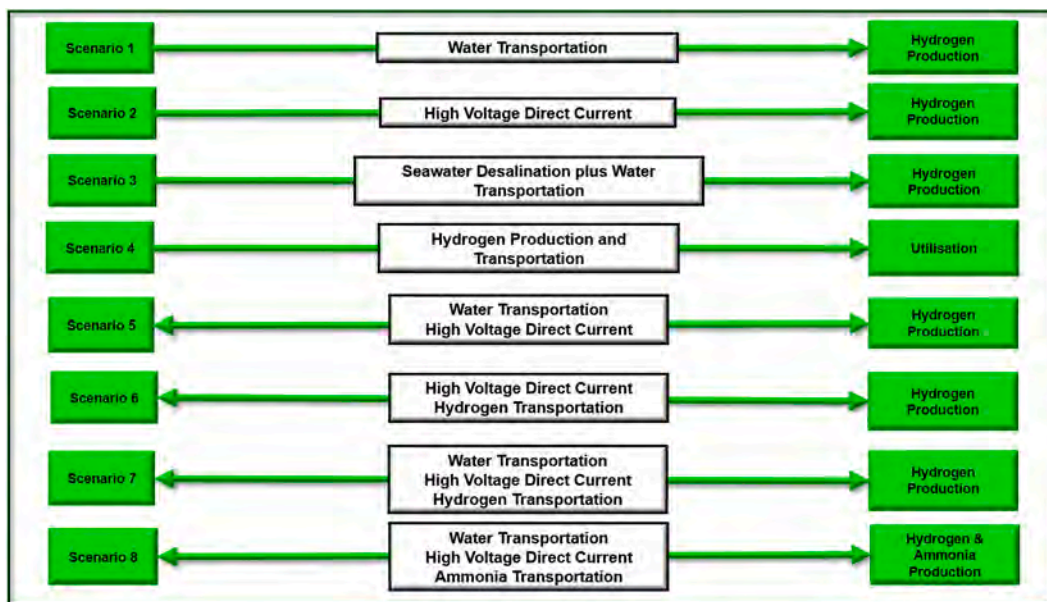 Scenario 1
Water Transportation
Hydrogen
Production
Scenario 2
High Voltage Direct Current
Hydrogen
Production
Scenario 3
Seawater Desalination plus Water
Transportation
Hydrogen
Production
Scenario 4
Hydrogen Production and
Transportation
Utilisation
Scenario 5
Water Transportation
High Voltage Direct Current
Hydrogen
Production
Scenario 6
High Voltage Direct Current
Hydrogen Transportation
Hydrogen
Production
Scenario 7
Water Transportation
High Voltage Direct Current
Hydrogen Transportation
Hydrogen
Production
Scenario 8
Water Transportation
High Voltage Direct Current
Ammonia Transportation
Hydrogen &
Ammonia
Production